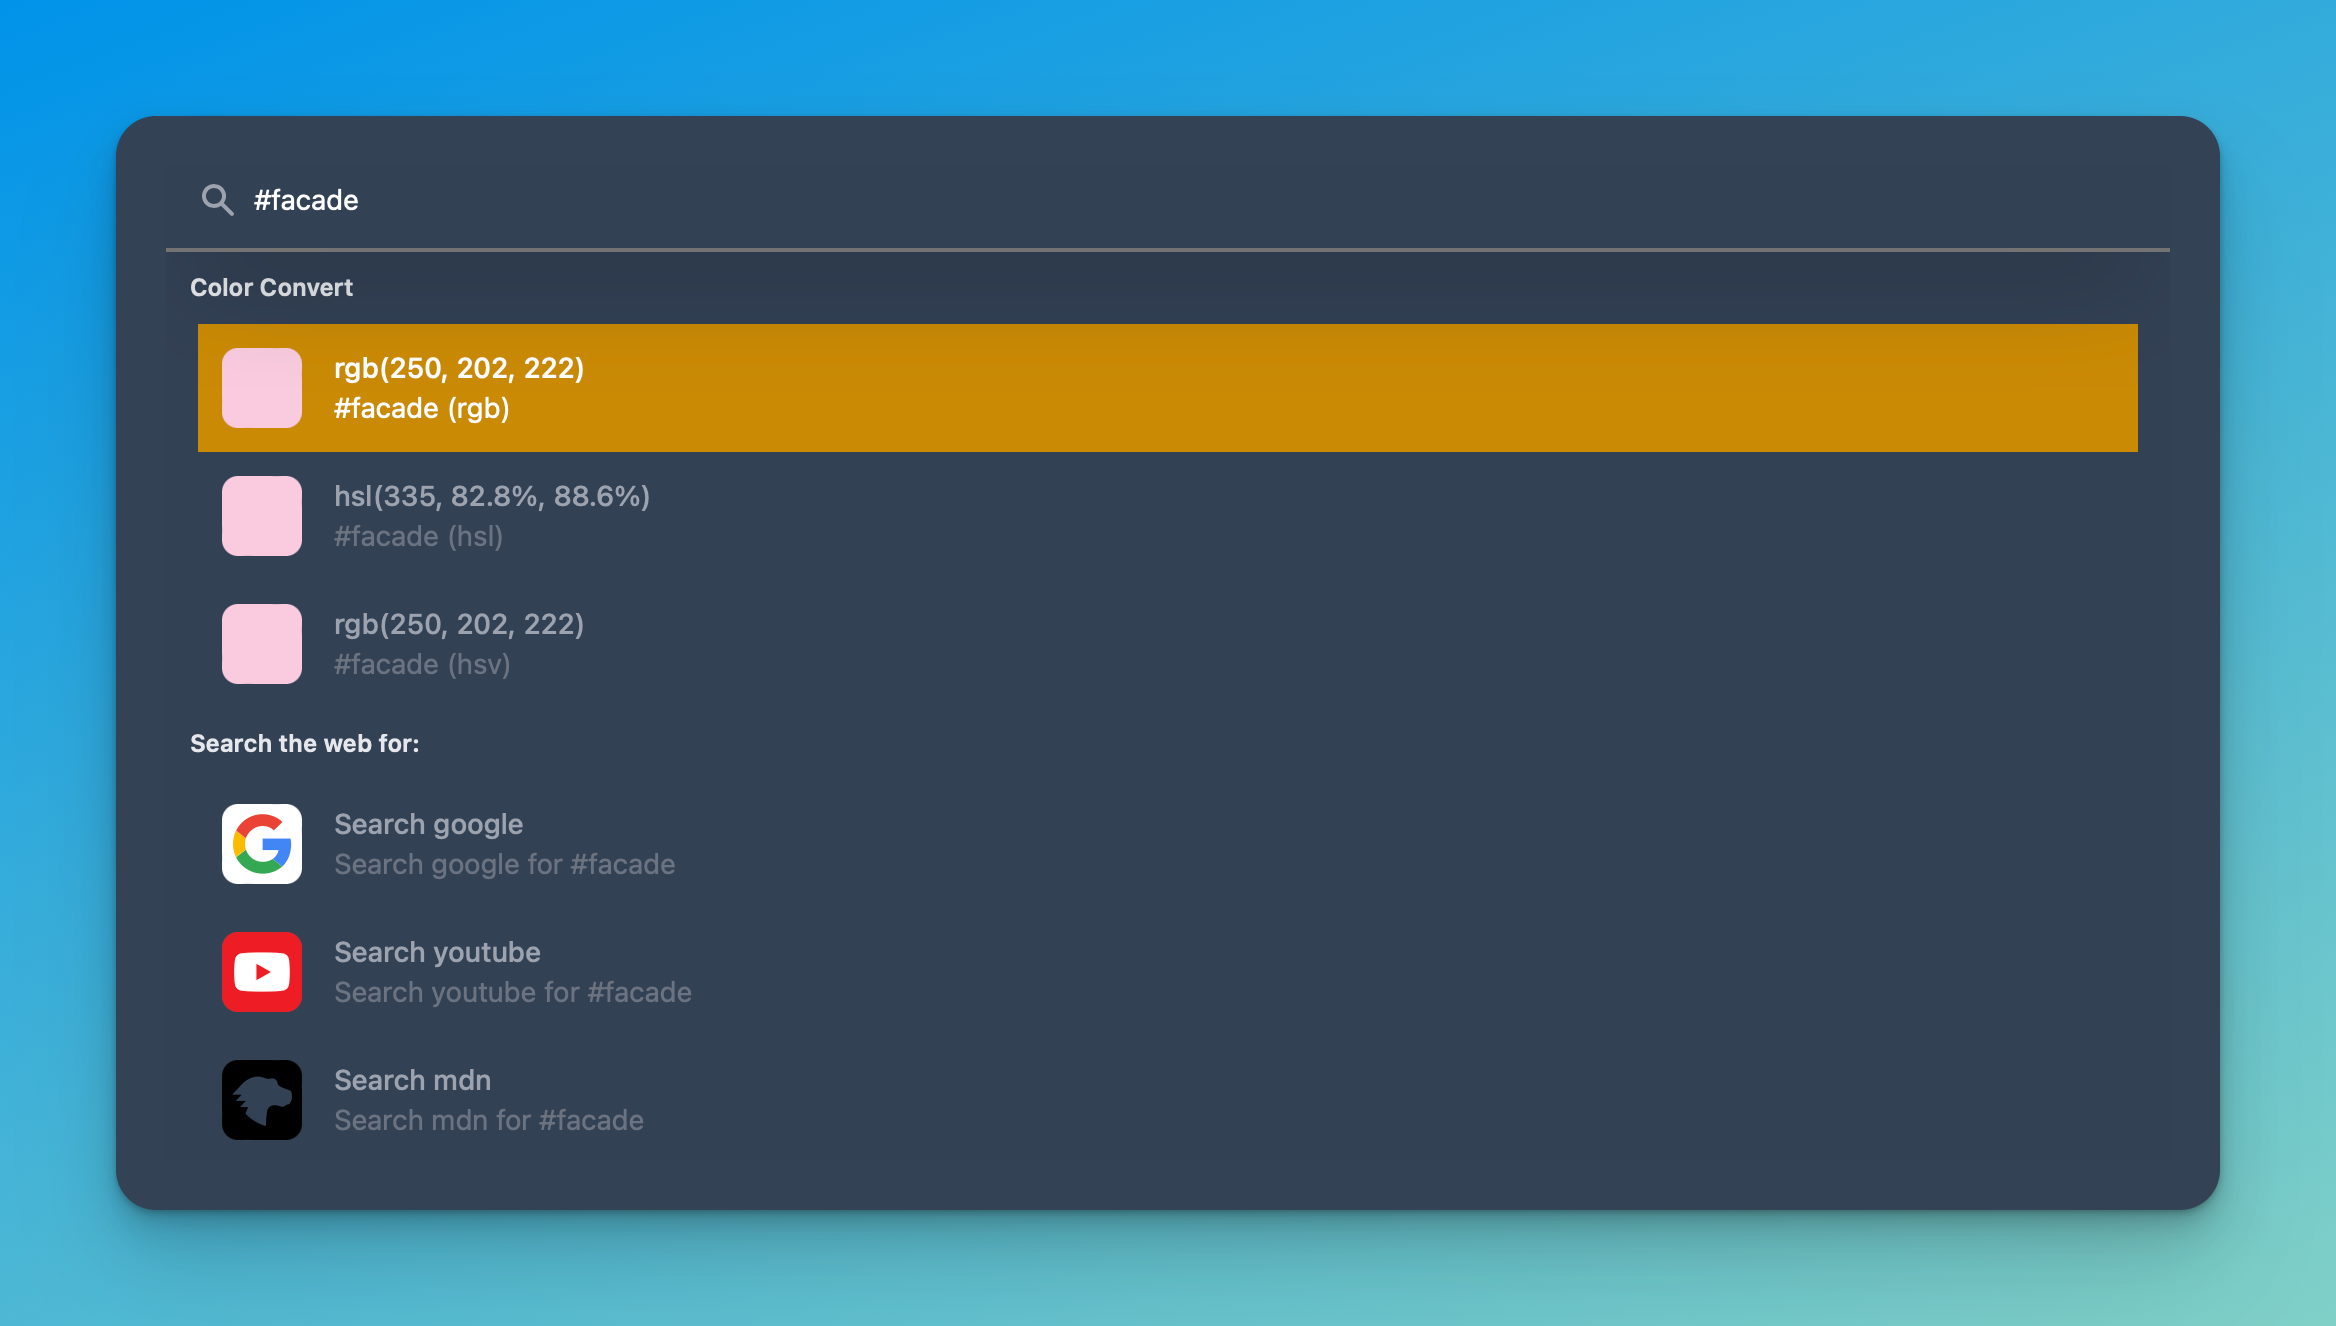 #facade
Color Convert
rgb(250, 202, 222)
#facade (rgb)
hsl(335, 82.8%, 88.6%)
#facade (hsl)
rgb(250, 202, 222)
#facade (hsv)
Search the web for:
Search google
Search google for #facade
Search youtube
Search youtube for #facade
Search mdn
Search mdn for #facade